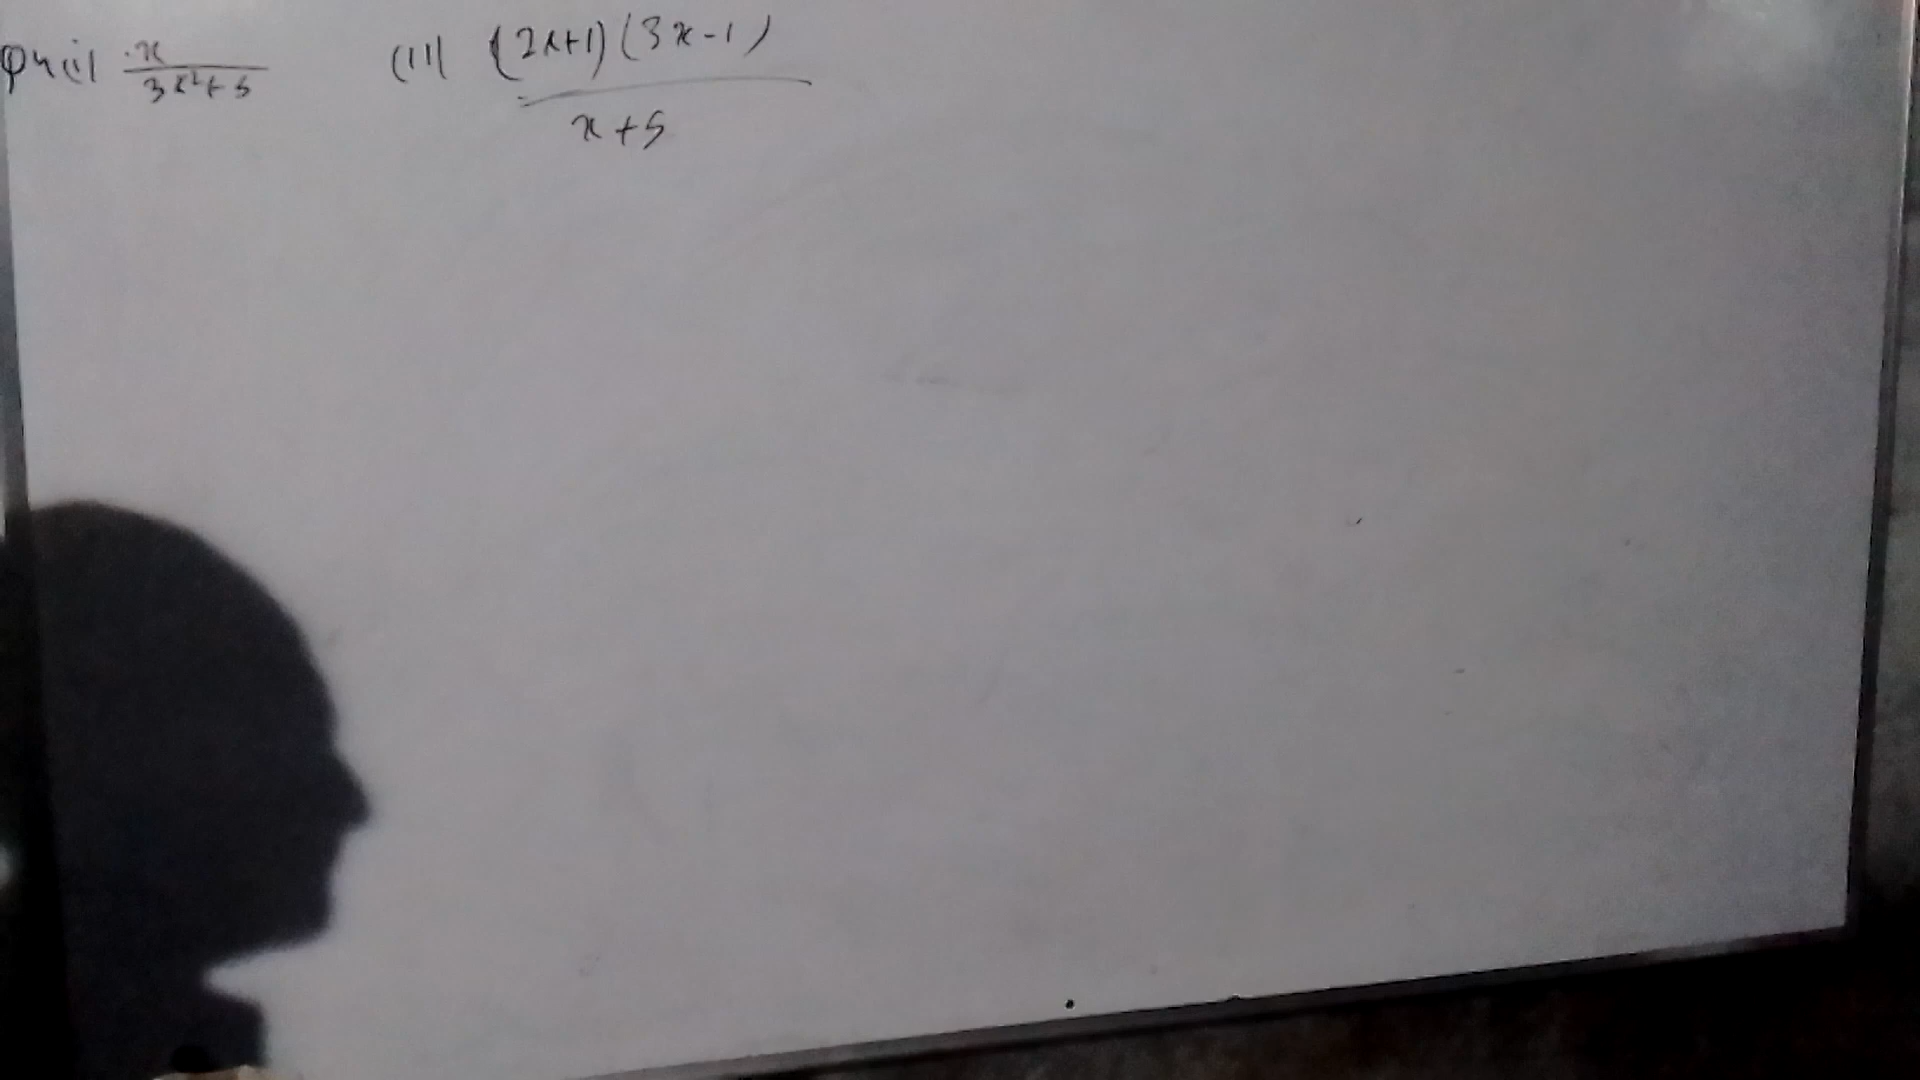 Q4 (i) x / (3x² + 5) (ii) (2x+1)(3x-1) / (x+5)